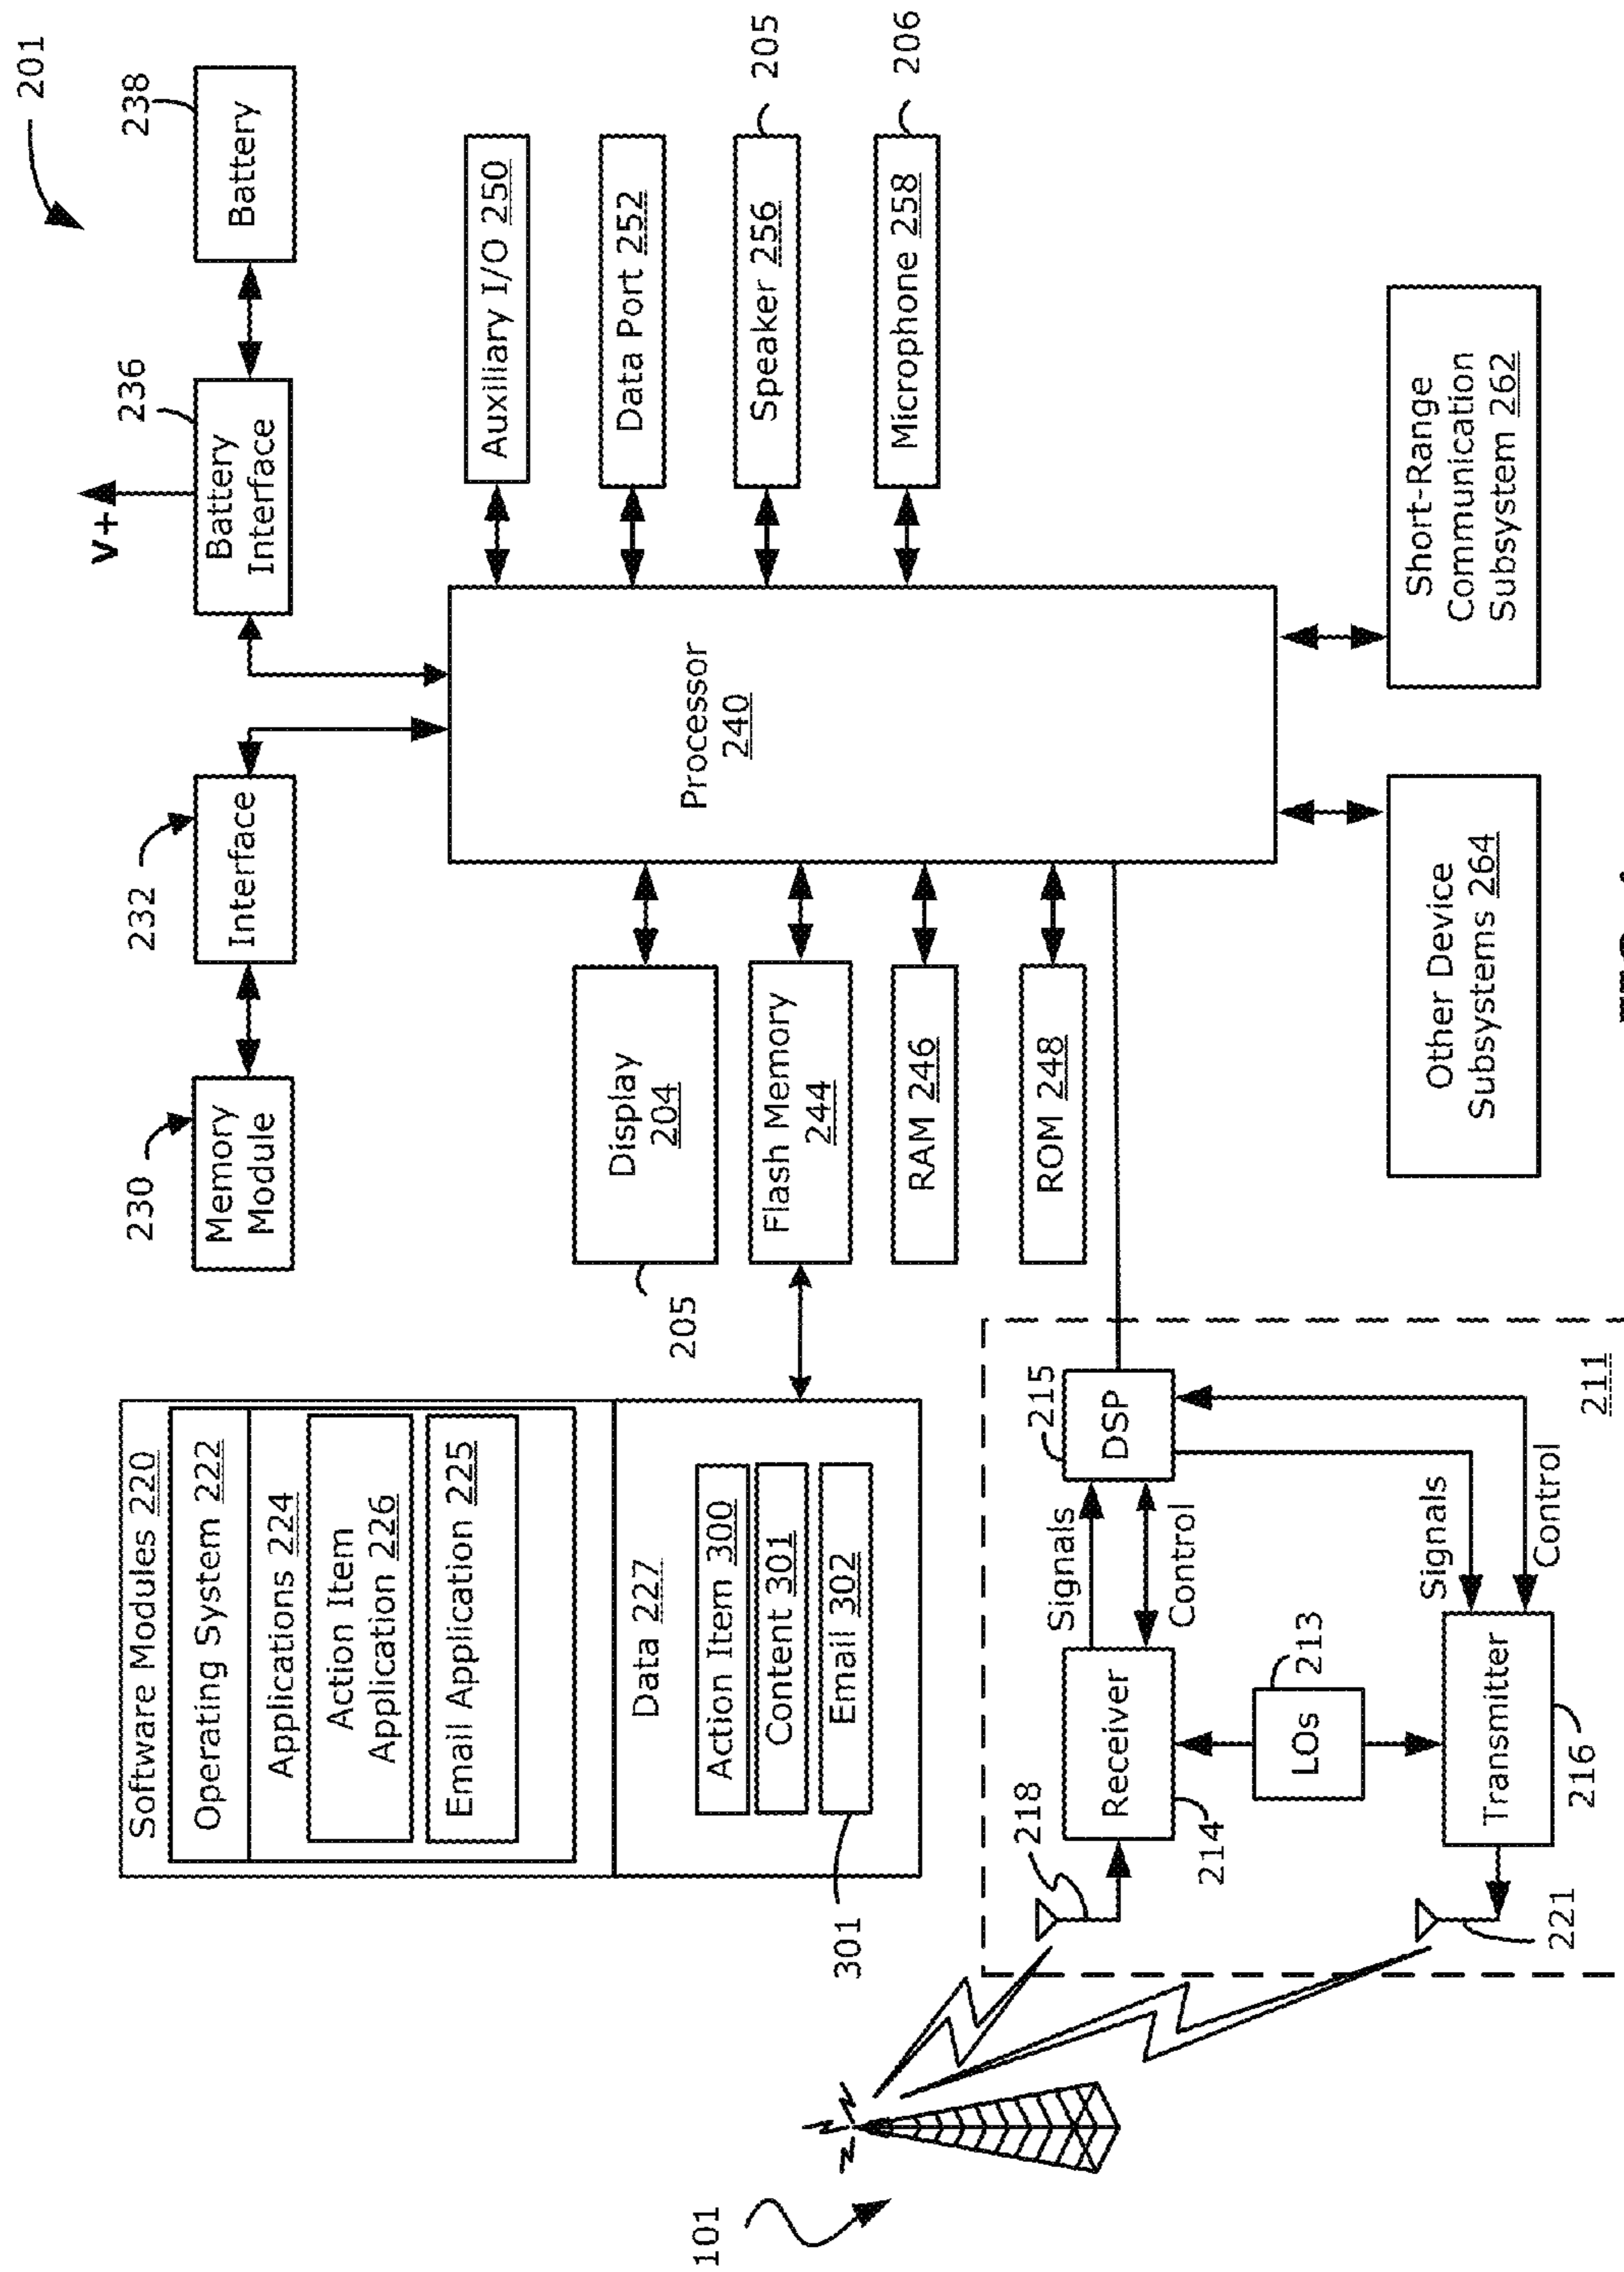 201
V+
238
Battery
236
Battery
Interface
232
Interface
230
Memory
Module
Software Modules 220
Operating System 222
Applications 224
Action Item
Application 226
Email Application 225
Data 227
Action Item 300
Content 301
Email 302
301
Display
204
205
Flash Memory
244
RAM 246
ROM 248
Processor
240
Auxiliary I/O 250
Data Port 252
Speaker 256
205
Microphone 258
206
Short-Range
Communication
Subsystem 262
Other Device
Subsystems 264
211
215
DSP
Signals
Control
Signals
Control
Receiver
214
218
213
LOs
Transmitter
216
221
101